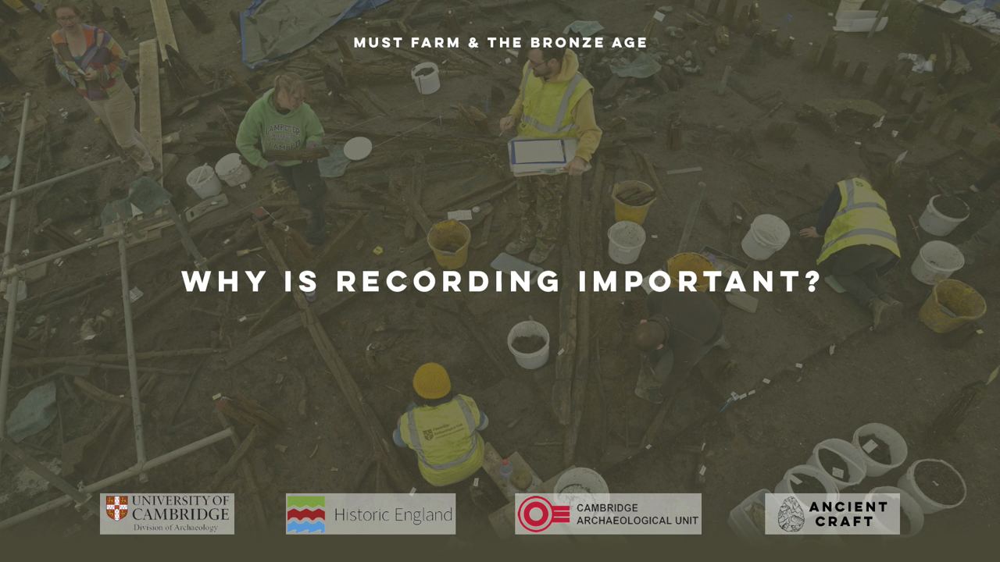 MUST FARM & THE BRONZE AGE
WHY IS RECORDING IMPORTANT?
UNIVERSITY OF
CAMBRIDGE
Division of Archaeology
Historic England
CAMBRIDGE
ARCHAEOLOGICAL UNIT
ANCIENT
CRAFT